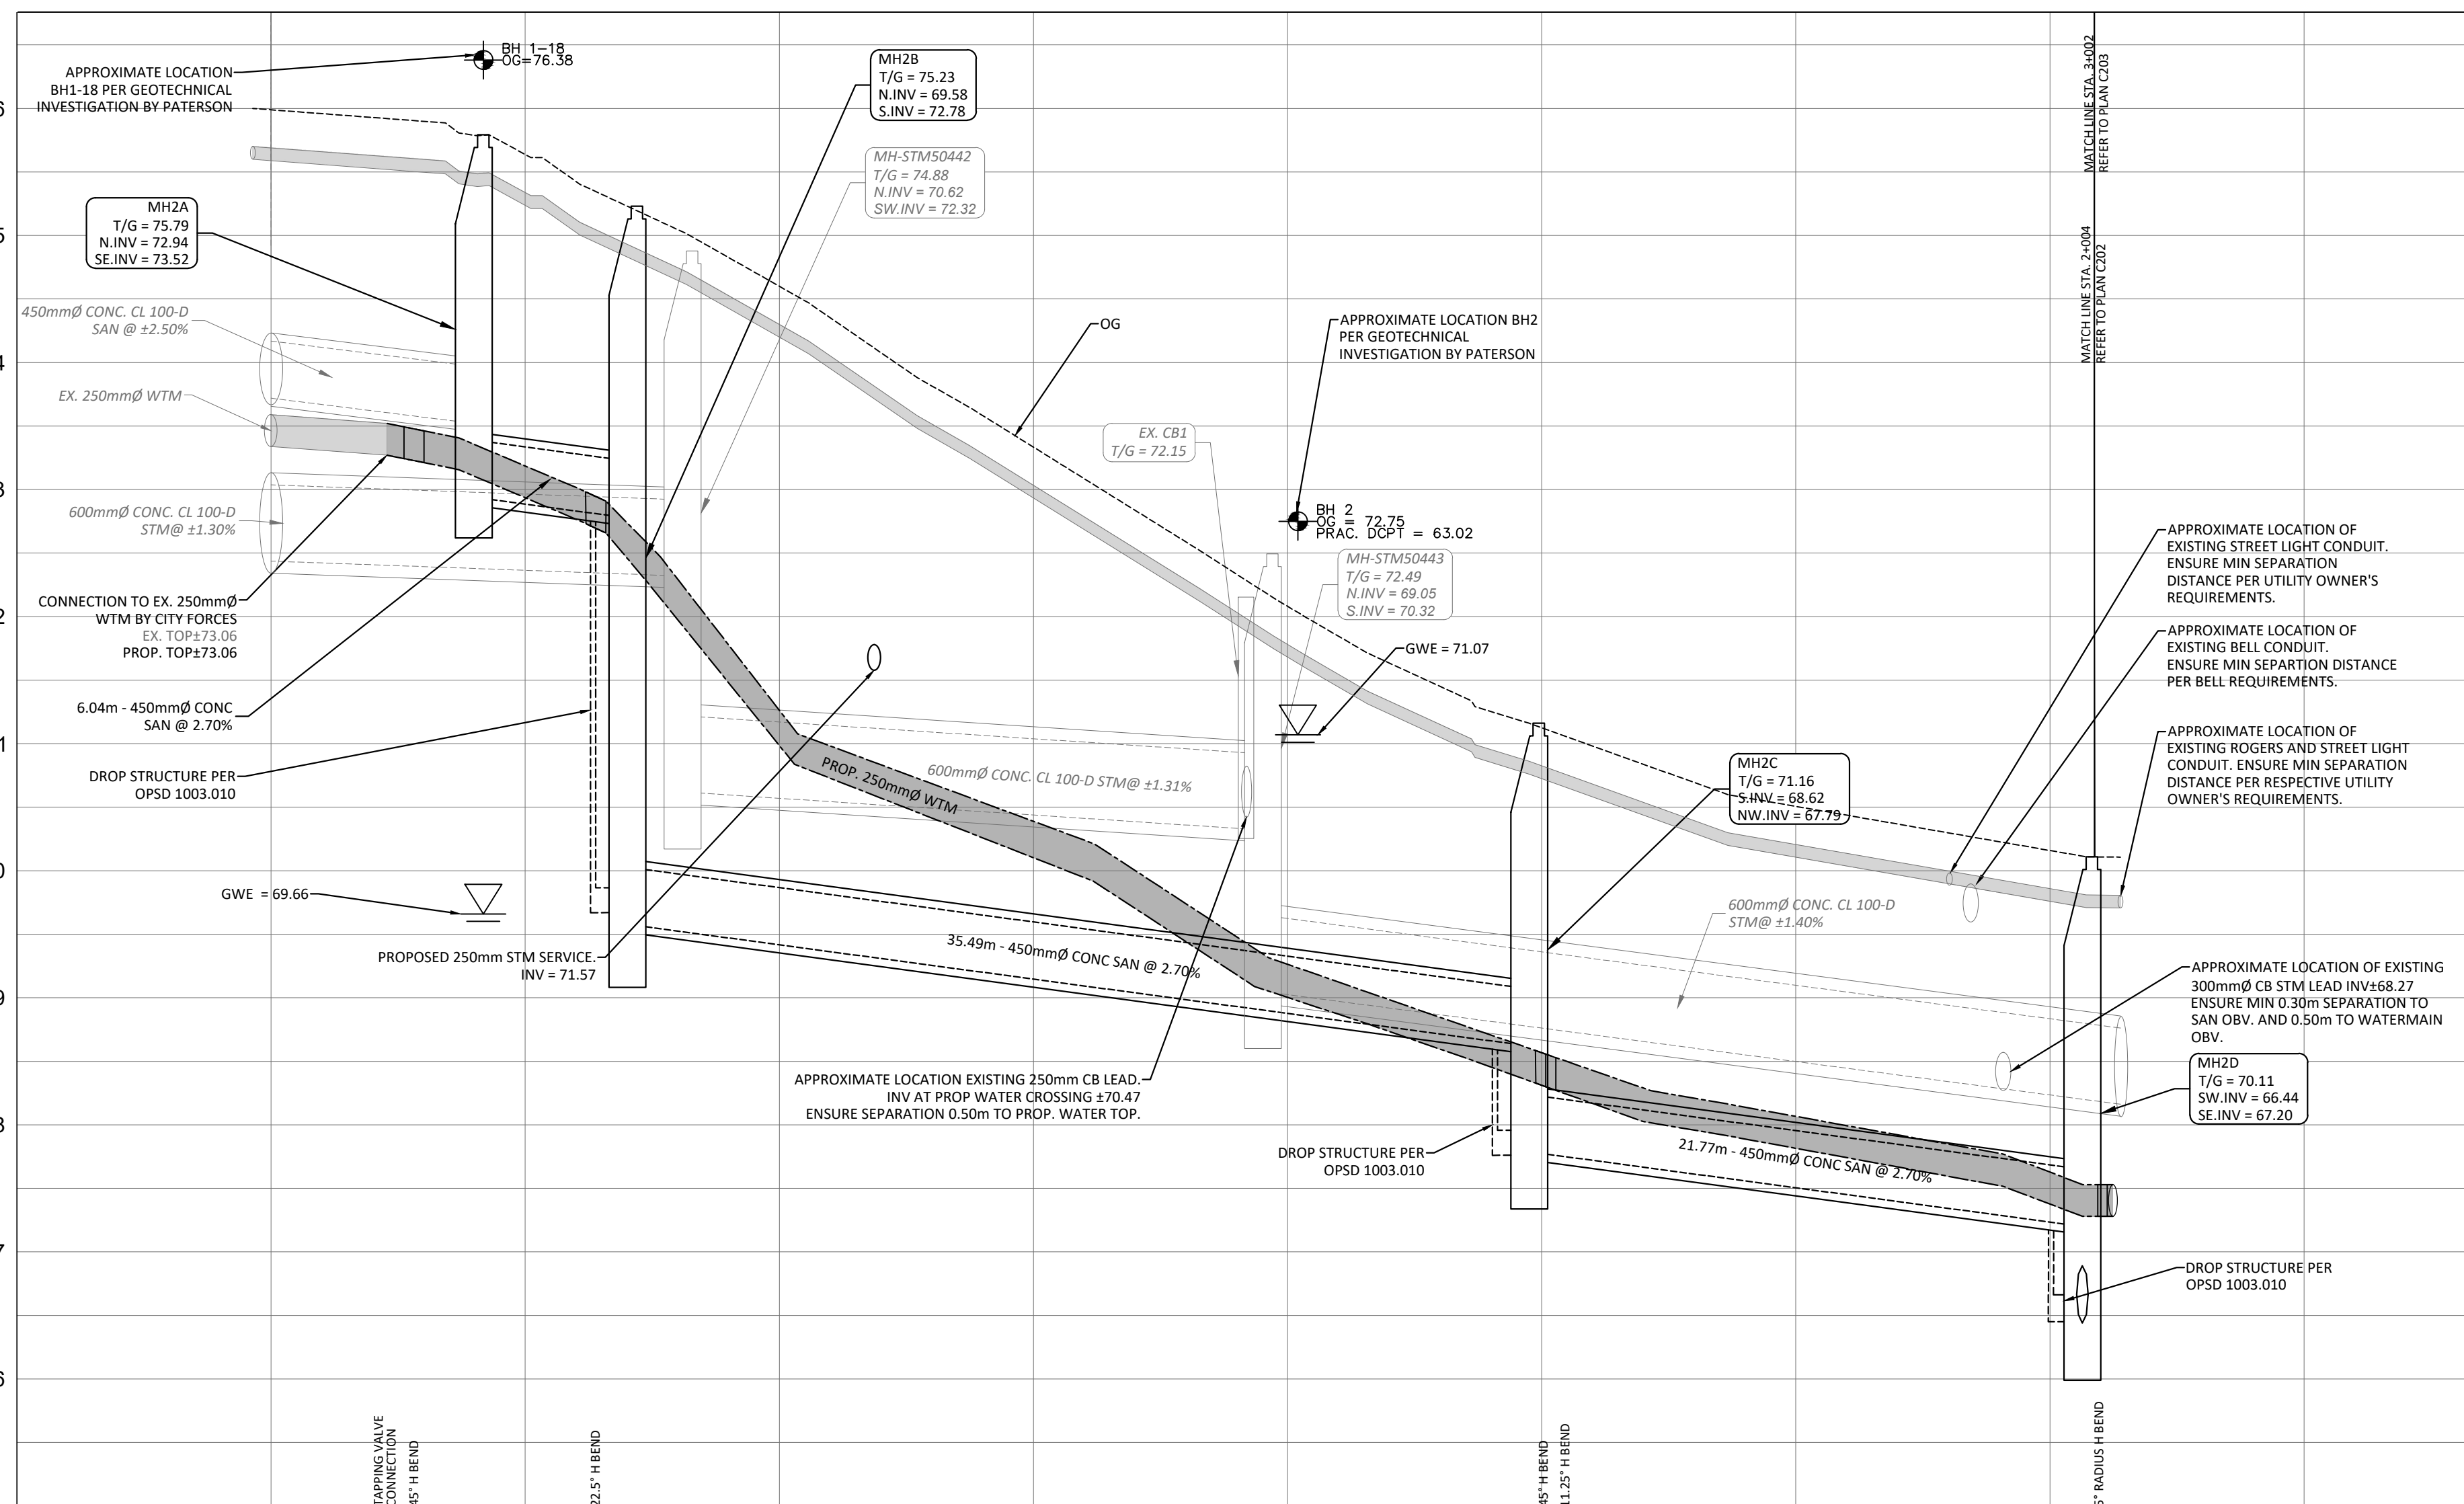 APPROXIMATE LOCATION
BH1-18 PER GEOTECHNICAL
INVESTIGATION BY PATERSON
BH 1-18
OG=76.38
MH2B
T/G = 75.23
N.INV = 69.58
S.INV = 72.78
MH-STM50442
T/G = 74.88
N.INV = 70.62
SW.INV = 72.32
MATCH LINE STA. 3+002
REFER TO PLAN C203
MATCH LINE STA. 2+004
REFER TO PLAN C202
MH2A
T/G = 75.79
N.INV = 72.94
SE.INV = 73.52
450mmØ CONC. CL 100-D
SAN @ ±2.50%
EX. 250mmØ WTM
600mmØ CONC. CL 100-D
STM@ ±1.30%
OG
APPROXIMATE LOCATION BH2
PER GEOTECHNICAL
INVESTIGATION BY PATERSON
EX. CB1
T/G = 72.15
BH 2
OG = 72.75
PRAC. DCPT = 63.02
MH-STM50443
T/G = 72.49
N.INV = 69.05
S.INV = 70.32
GWE = 71.07
CONNECTION TO EX. 250mmØ
WTM BY CITY FORCES
EX. TOP±73.06
PROP. TOP±73.06
6.04m - 450mmØ CONC
SAN @ 2.70%
DROP STRUCTURE PER
OPSD 1003.010
PROP. 250mmØ WTM
600mmØ CONC. CL 100-D STM@ ±1.31%
MH2C
T/G = 71.16
S.INV = 68.62
NW.INV = 67.79
APPROXIMATE LOCATION OF
EXISTING STREET LIGHT CONDUIT.
ENSURE MIN SEPARATION
DISTANCE PER UTILITY OWNER'S
REQUIREMENTS.
APPROXIMATE LOCATION OF
EXISTING BELL CONDUIT.
ENSURE MIN SEPARTION DISTANCE
PER BELL REQUIREMENTS.
APPROXIMATE LOCATION OF
EXISTING ROGERS AND STREET LIGHT
CONDUIT. ENSURE MIN SEPARATION
DISTANCE PER RESPECTIVE UTILITY
OWNER'S REQUIREMENTS.
GWE = 69.66
PROPOSED 250mm STM SERVICE.
INV = 71.57
35.49m - 450mmØ CONC SAN @ 2.70%
600mmØ CONC. CL 100-D
STM@ ±1.40%
APPROXIMATE LOCATION OF EXISTING
300mmØ CB STM LEAD INV±68.27
ENSURE MIN 0.30m SEPARATION TO
SAN OBV. AND 0.50m TO WATERMAIN
OBV.
APPROXIMATE LOCATION EXISTING 250mm CB LEAD.
INV AT PROP WATER CROSSING ±70.47
ENSURE SEPARATION 0.50m TO PROP. WATER TOP.
MH2D
T/G = 70.11
SW.INV = 66.44
SE.INV = 67.20
DROP STRUCTURE PER
OPSD 1003.010
21.77m - 450mmØ CONC SAN @ 2.70%
DROP STRUCTURE PER
OPSD 1003.010
TAPPING VALVE
CONNECTION
45° H BEND
22.5° H BEND
45° H BEND
11.25° H BEND
5° RADIUS H BEND